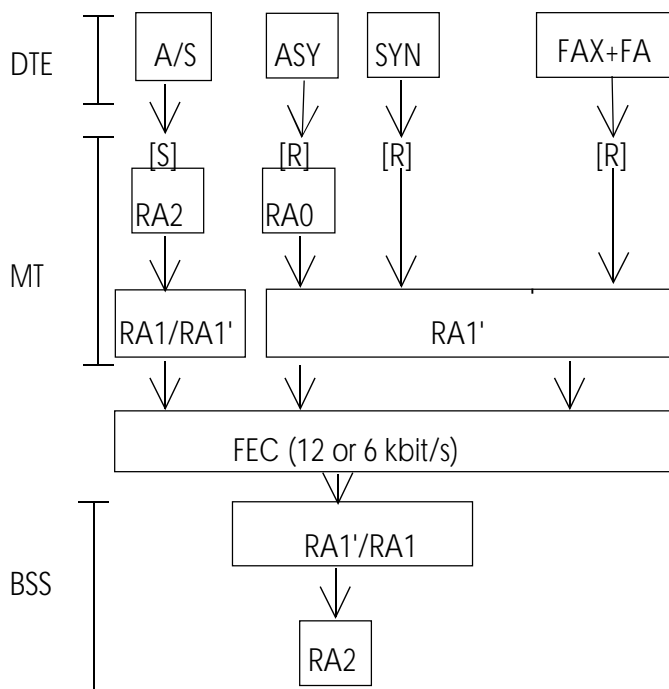 DTE
A/S
ASY
SYN
FAX+FA
[S]
[R]
[R]
[R]
RA2
RA0
MT
RA1/RA1'
RA1'
FEC (12 or 6 kbit/s)
RA1'/RA1
BSS
RA2